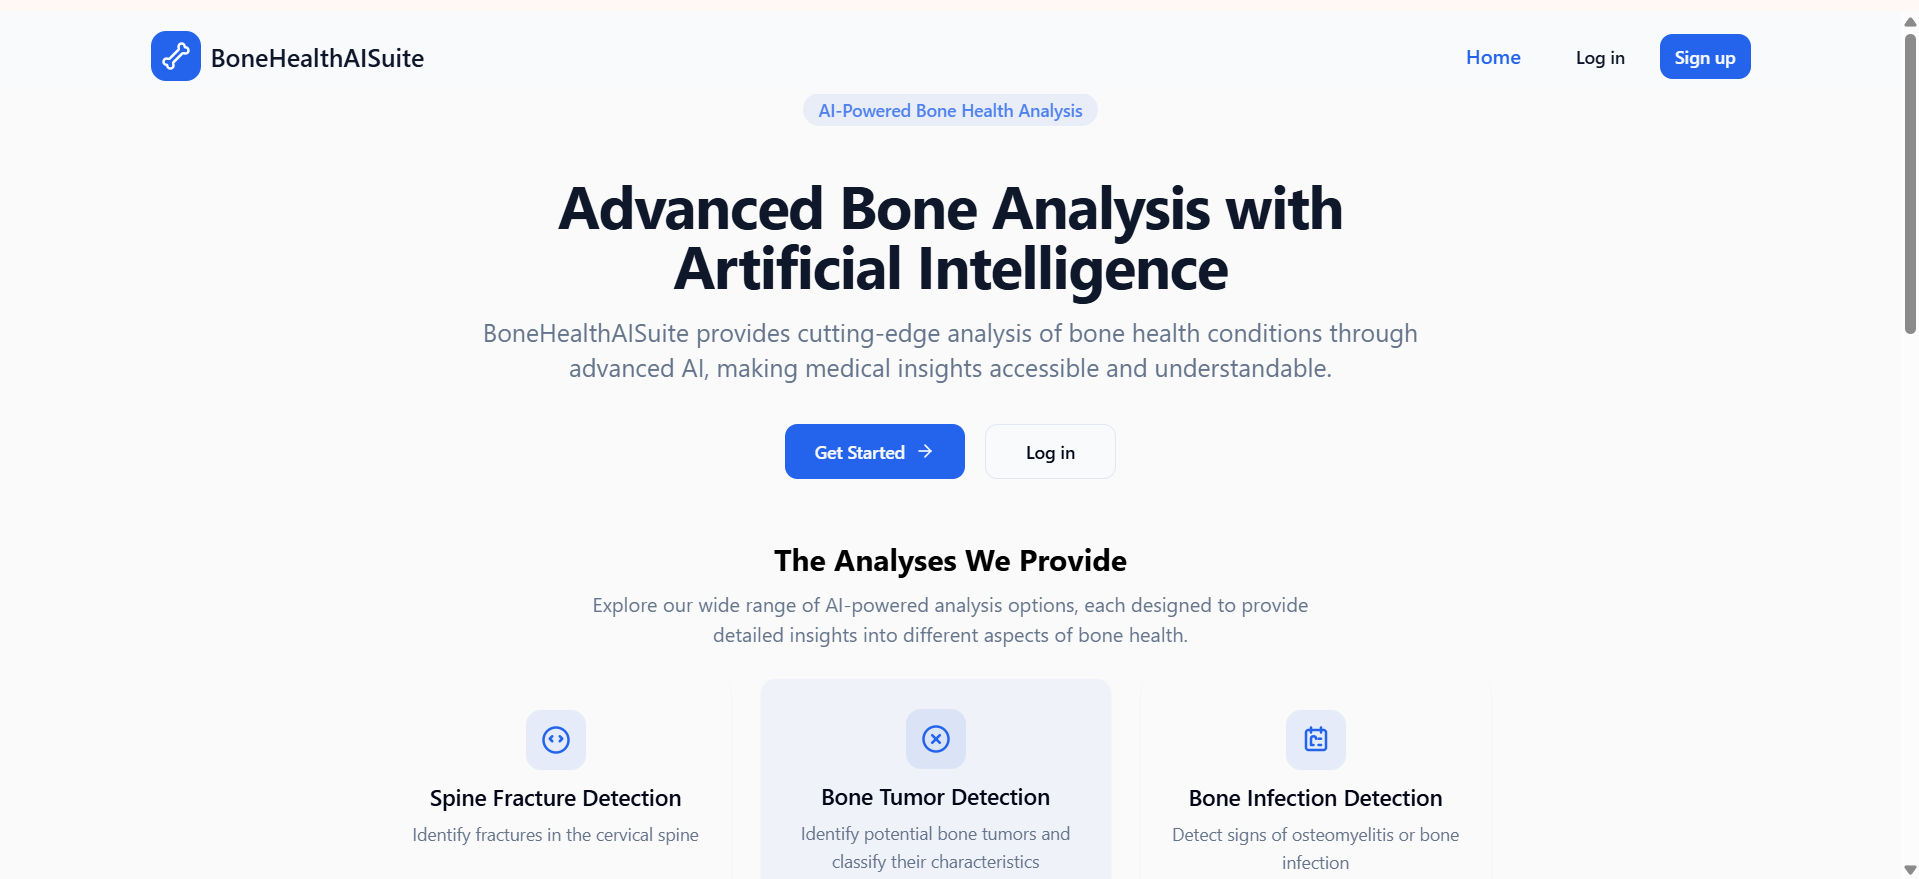 BoneHealthAISuite
Home
Log in
Sign up
AI-Powered Bone Health Analysis
Advanced Bone Analysis with
Artificial Intelligence
BoneHealthAISuite provides cutting-edge analysis of bone health conditions through
advanced AI, making medical insights accessible and understandable.
Get Started
Log in
The Analyses We Provide
Explore our wide range of AI-powered analysis options, each designed to provide
detailed insights into different aspects of bone health.
Spine Fracture Detection
Identify fractures in the cervical spine
Bone Tumor Detection
Identify potential bone tumors and
classify their characteristics
Bone Infection Detection
Detect signs of osteomyelitis or bone
infection